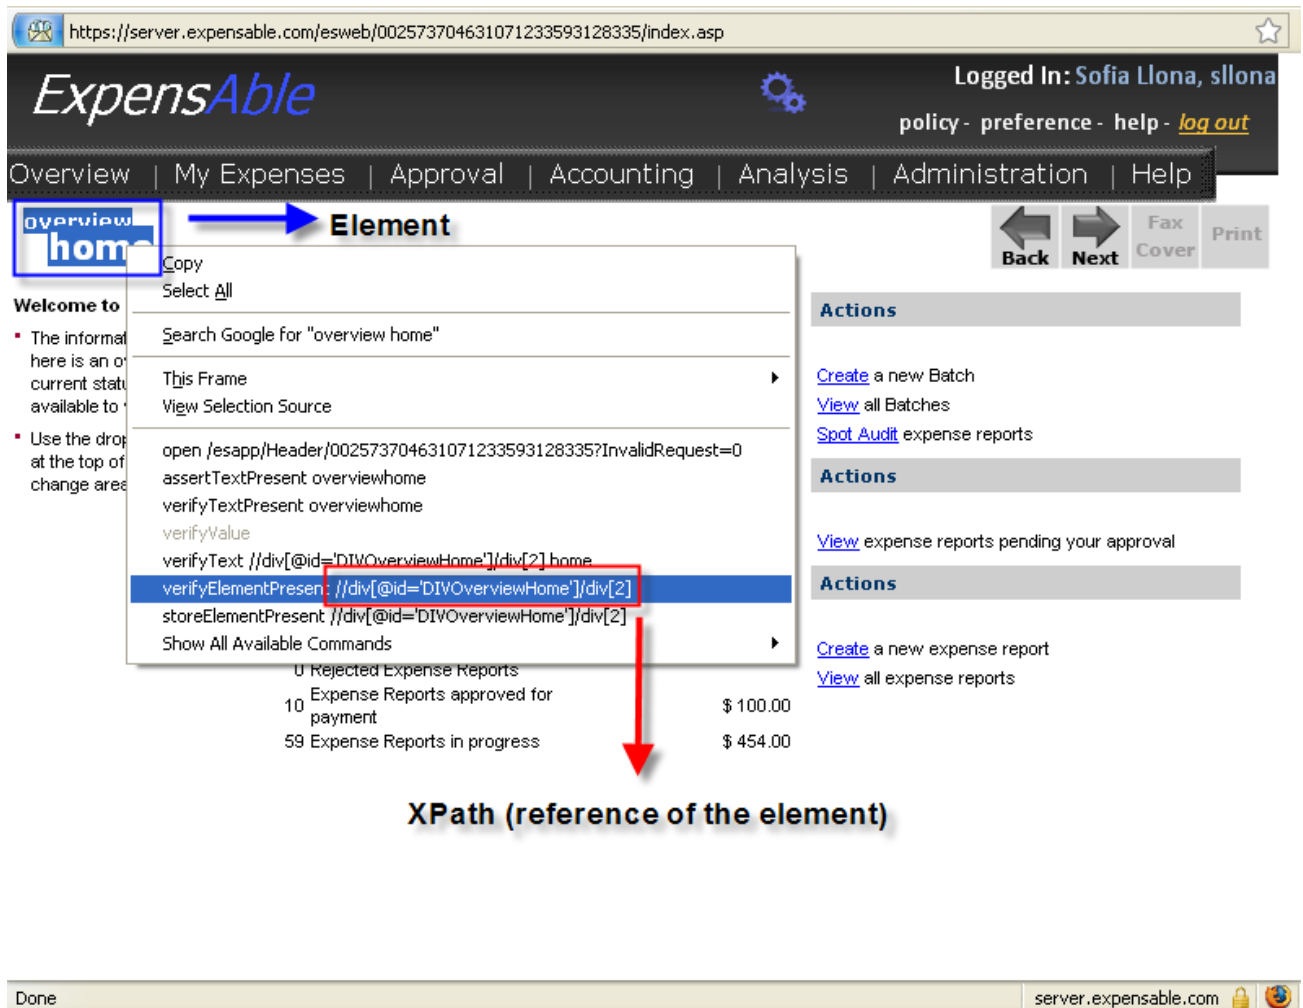 https://server.expensable.com/esweb/002573704631071233593128335/index.asp
ExpensAble
Logged In: Sofia Llona, sllona
policy - preference - help - log out
Overview | My Expenses | Approval | Accounting | Analysis | Administration | Help
overview
home
Element
Back
Next
Fax
Cover
Print
Copy
Select All
Search Google for "overview home"
This Frame
View Selection Source
open /esapp/Header/002573704631071233593128335?InvalidRequest=0
assertTextPresent overviewhome
verifyTextPresent overviewhome
verifyValue
verifyText //div[@id='DIVOverviewHome']/div[2] home
verifyElementPresent //div[@id='DIVOverviewHome']/div[2]
storeElementPresent //div[@id='DIVOverviewHome']/div[2]
Show All Available Commands
Welcome to
The informat
here is an o
current statu
available to
Use the drop
at the top of
change area
0 Rejected Expense Reports
10 Expense Reports approved for
payment $ 100.00
59 Expense Reports in progress $ 454.00
Actions
Create a new Batch
View all Batches
Spot Audit expense reports
Actions
View expense reports pending your approval
Actions
Create a new expense report
View all expense reports
XPath (reference of the element)
Done
server.expensable.com